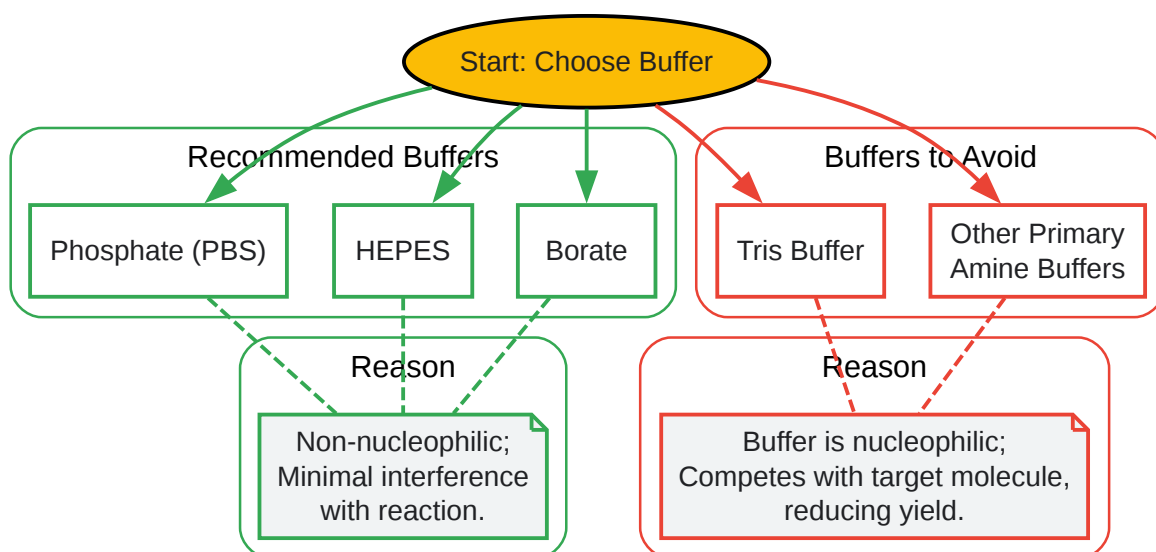 Start: Choose Buffer
Recommended Buffers
Buffers to Avoid
Phosphate (PBS)
HEPES
Borate
Tris Buffer
Other Primary
Amine Buffers
Reason
Reason
Non-nucleophilic;
Minimal interference
with reaction.
Buffer is nucleophilic;
Competes with target molecule,
reducing yield.